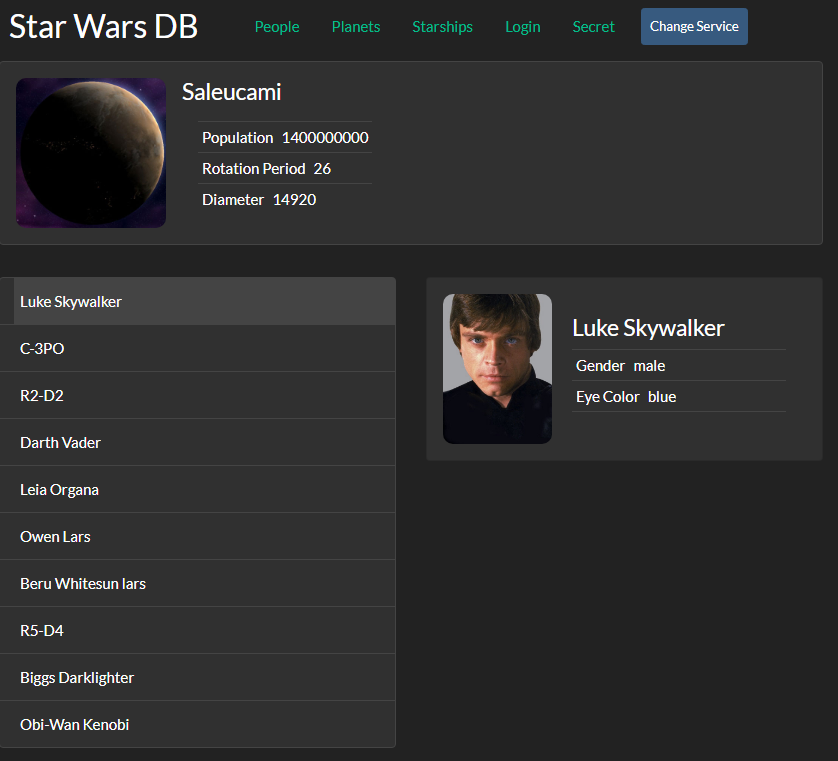 Star Wars DB People Planets Starships Login Secret Change Service
Saleucami
Population 1400000000
Rotation Period 26
Diameter 14920
Luke Skywalker
C-3PO
R2-D2
Darth Vader
Leia Organa
Owen Lars
Beru Whitesun lars
R5-D4
Biggs Darklighter
Obi-Wan Kenobi
Luke Skywalker
Gender male
Eye Color blue